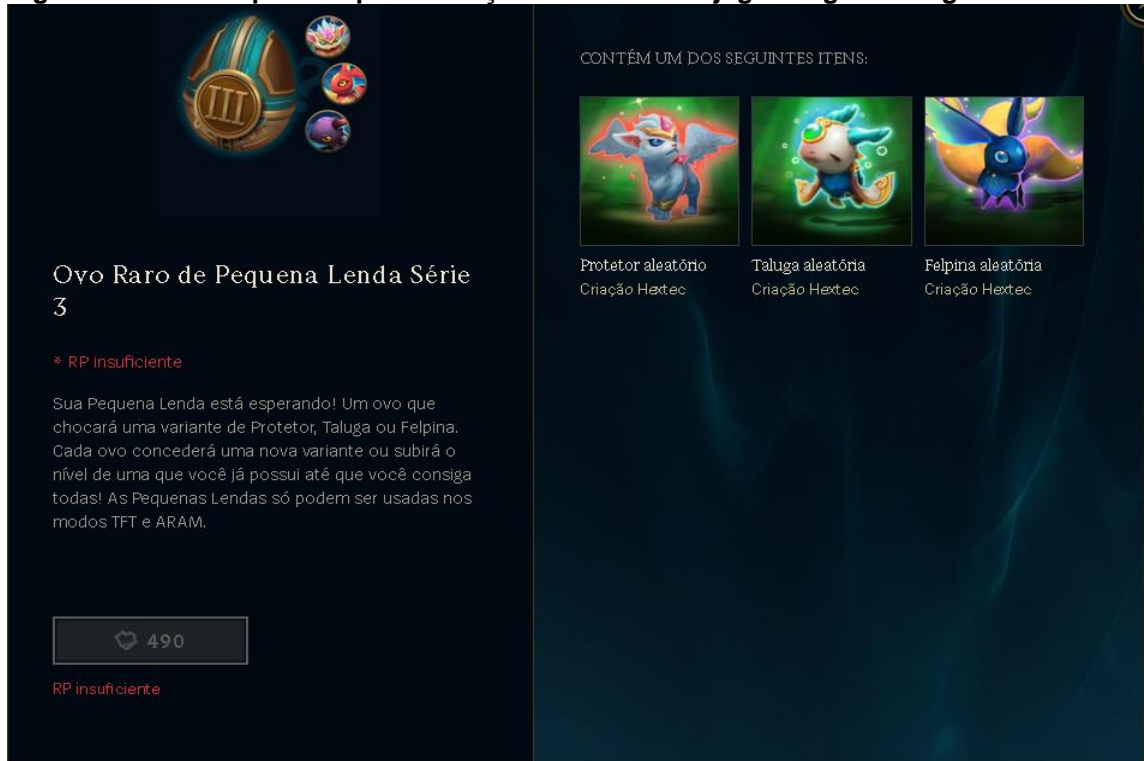 III
Ovo Raro de Pequena Lenda Série
3
* RP insuficiente
Sua Pequena Lenda está esperando! Um ovo que
chocará uma variante de Protetor, Taluga ou Felpina.
Cada ovo concederá uma nova variante ou subirá o
nível de uma que você já possui até que você consiga
todas! As Pequenas Lendas só podem ser usadas nos
modos TFT e ARAM.
490
RP insuficiente
CONTÉM UM DOS SEGUINTES ITENS:
Protetor aleatório
Criação Hextec
Taluga aleatória
Criação Hextec
Felpina aleatória
Criação Hextec